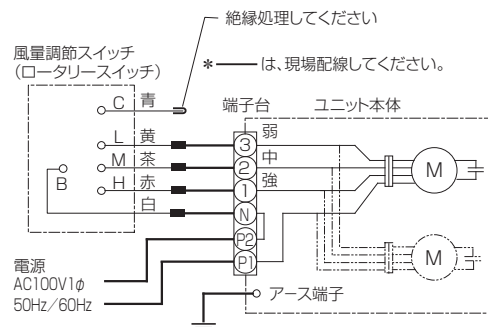 絶縁処理してください
風量調節スイッチ
(ロータリースイッチ)
*━━は、現場配線してください。
C 青
端子台
ユニット本体
L 黄
3
弱
M 茶
2
中
B
H 赤
1
強
白
N
M
P2
P1
M
電源
AC100V1φ
50Hz/60Hz
アース端子